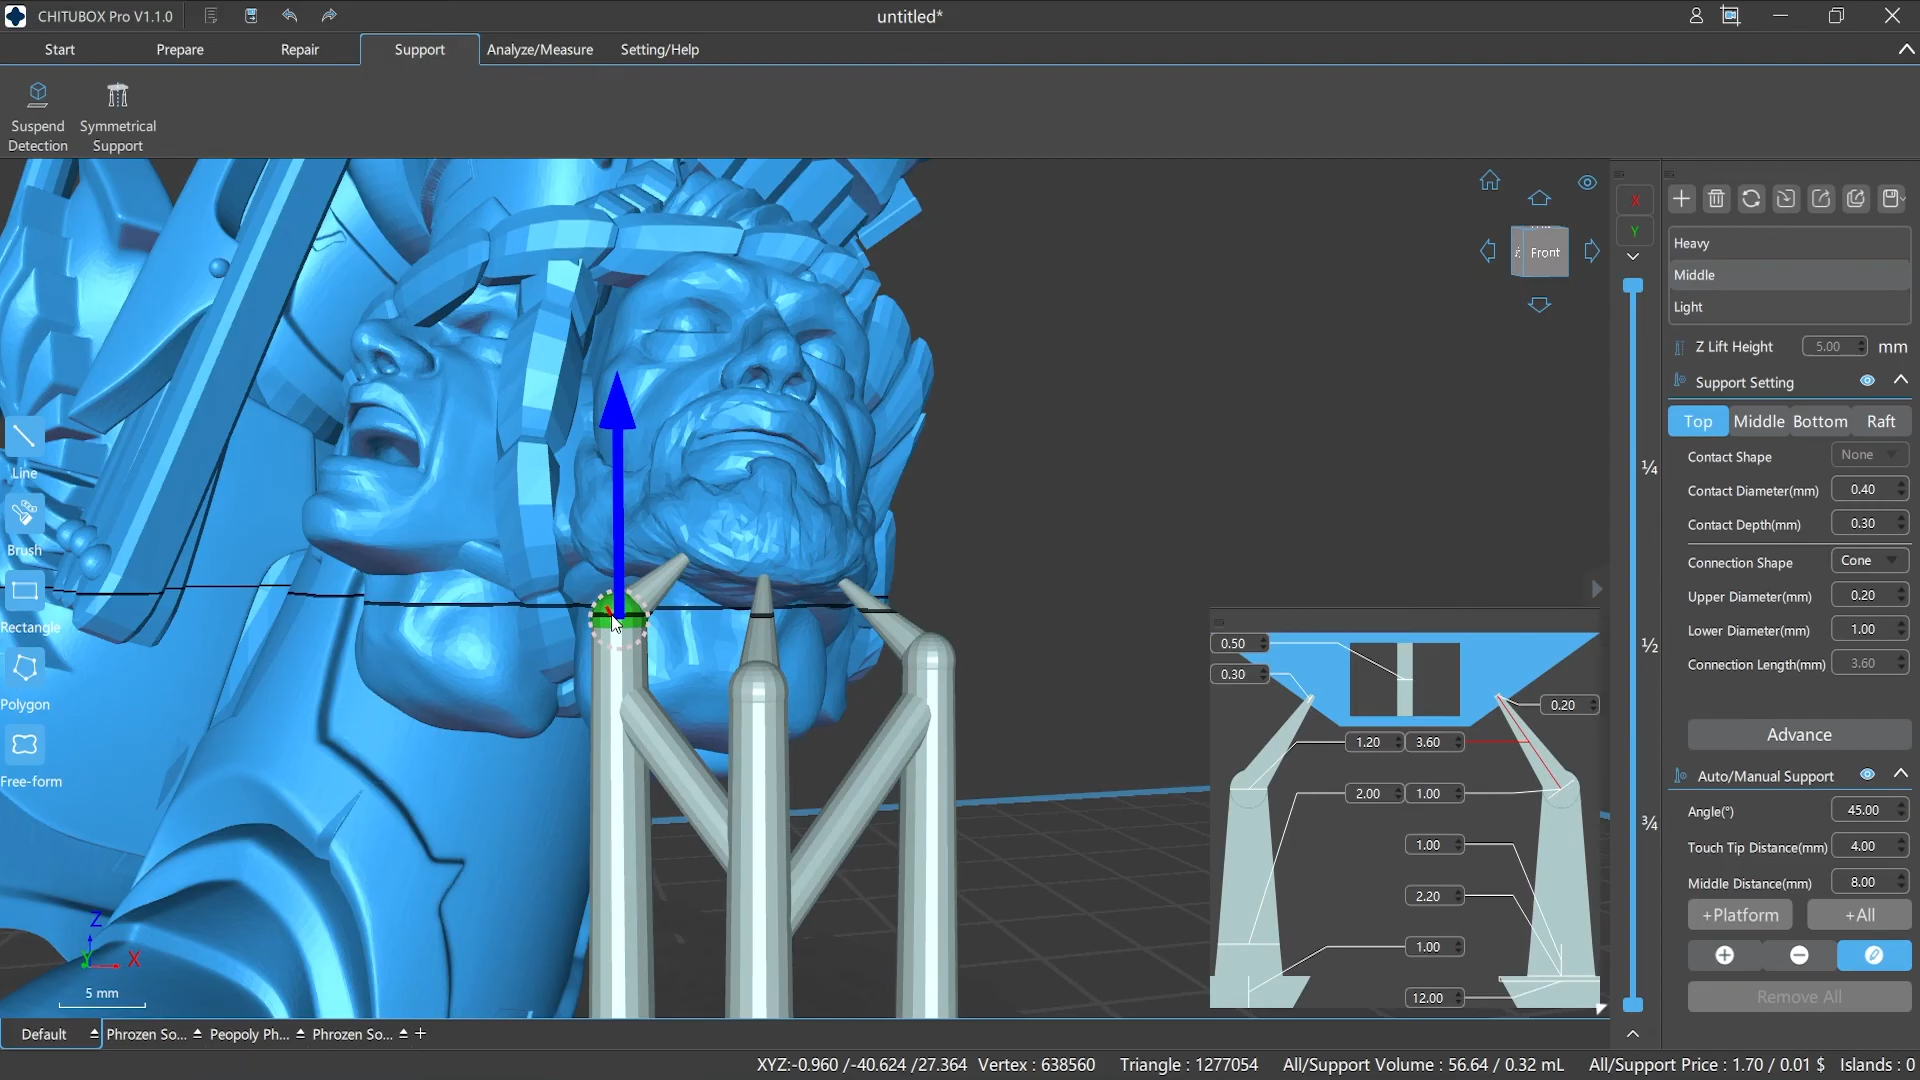 CHITUBOX Pro V1.1.0
untitled*
Start Prepare Repair Support Analyze/Measure Setting/Help
Suspend Detection
Symmetrical Support
Line
Brush
Rectangle
Polygon
Free-form
Z
Y
X
5 mm
Front
X
Y
1/4
1/2
3/4
0.50
0.30
0.20
1.20 3.60
2.00 1.00
1.00
2.20
1.00
12.00
Heavy
Middle
Light
Z Lift Height 5.00 mm
Support Setting
Top Middle Bottom Raft
Contact Shape None
Contact Diameter(mm) 0.40
Contact Depth(mm) 0.30
Connection Shape Cone
Upper Diameter(mm) 0.20
Lower Diameter(mm) 1.00
Connection Length(mm) 3.60
Advance
Auto/Manual Support
Angle(°) 45.00
Touch Tip Distance(mm) 4.00
Middle Distance(mm) 8.00
+Platform +All
Remove All
Default Phrozen So... Peopoly Ph... Phrozen So... +
XYZ:-0.960 /-40.624 /27.364 Vertex : 638560 Triangle : 1277054 All/Support Volume : 56.64 / 0.32 mL All/Support Price : 1.70 / 0.01 $ Islands : 0